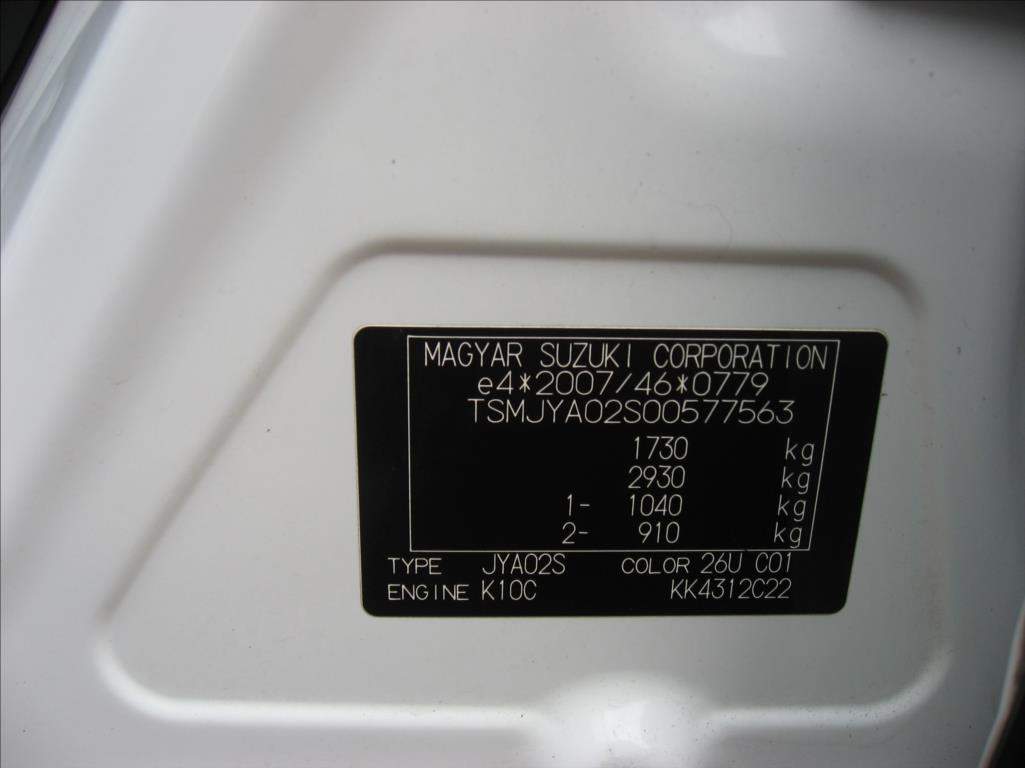 MAGYAR SUZUKI CORPORATION
e4*2007/46*0779
TSMJYA02S00577563
1730 kg
2930 kg
1- 1040 kg
2- 910 kg
TYPE JYA02S COLOR 26U C01
ENGINE K10C KK4312C22